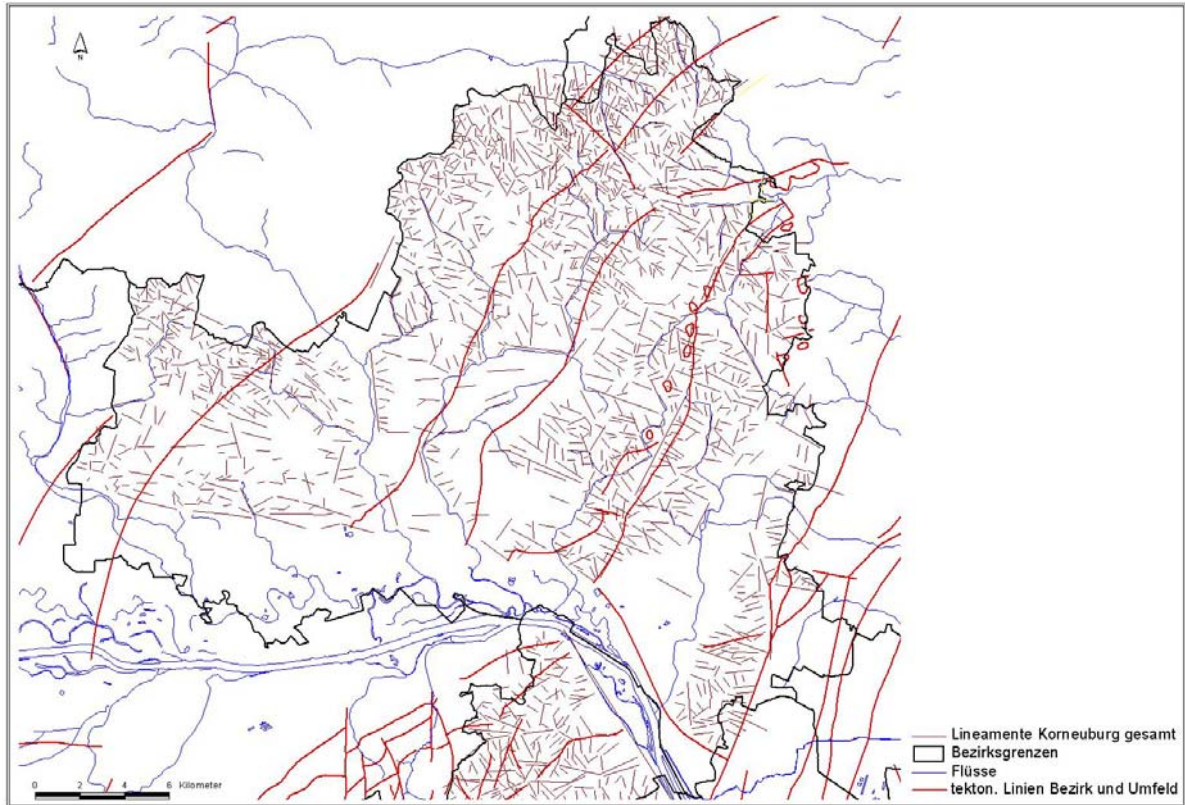 N
Lineamente Korneuburg gesamt
Bezirksgrenzen
Flüsse
tekton. Linien Bezirk und Umfeld
0 2 4 6 Kilometer